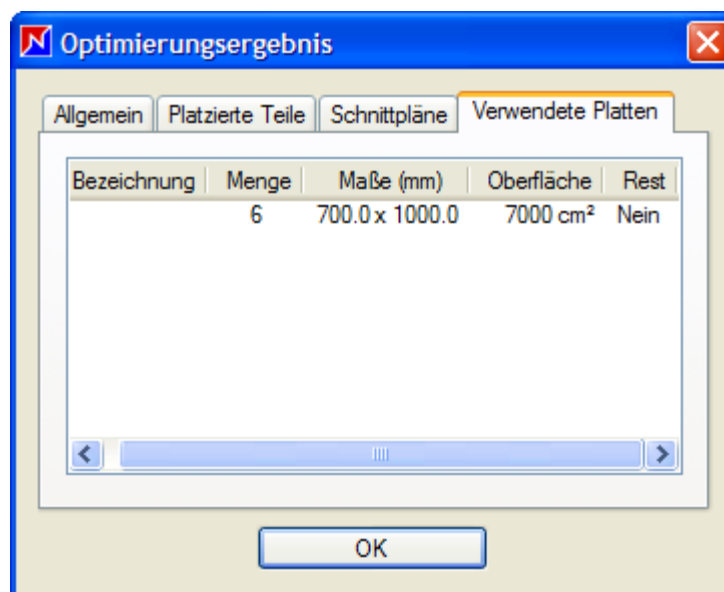 Optimierungsergebnis
Allgemein Platzierte Teile Schnittpläne Verwendete Platten
Bezeichnung Menge Maße (mm) Oberfläche Rest
6 700.0 x 1000.0 7000 cm² Nein
OK